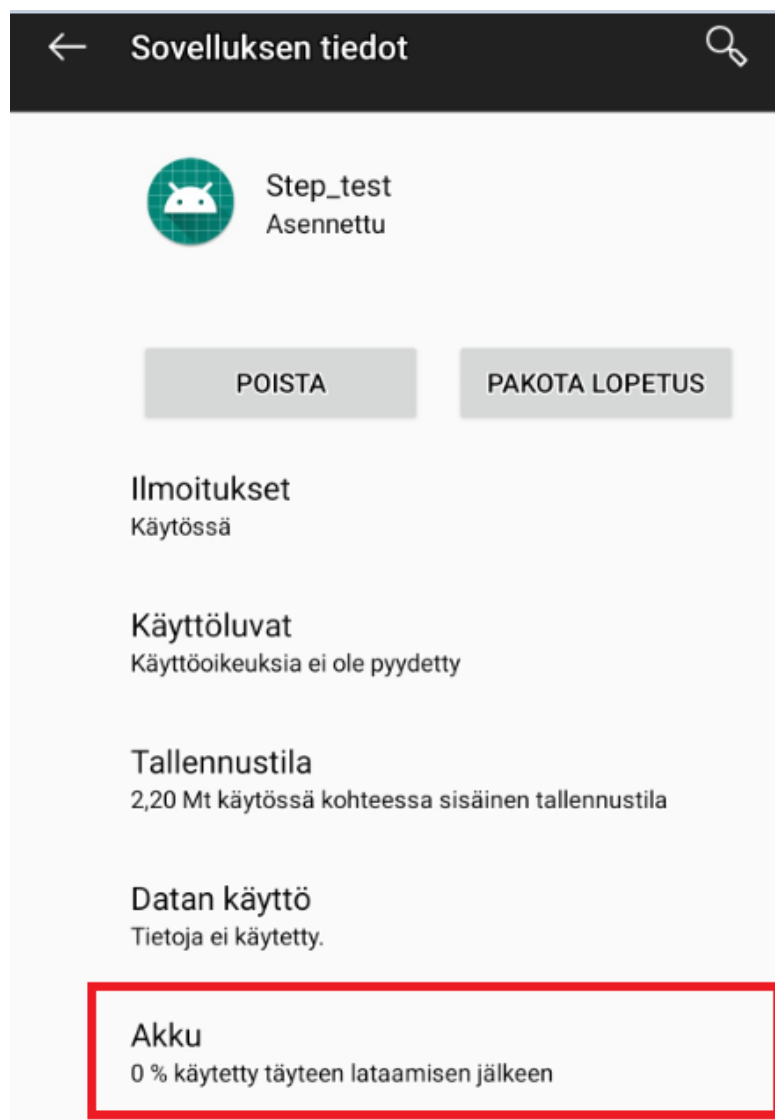 Sovelluksen tiedot
Step_test
Asennettu
POISTA
PAKOTA LOPETUS
Ilmoitukset
Käytössä
Käyttöluvat
Käyttöoikeuksia ei ole pyydetty
Tallennustila
2,20 Mt käytössä kohteessa sisäinen tallennustila
Datan käyttö
Tietoja ei käytetty.
Akku
0 % käytetty täyteen lataamisen jälkeen